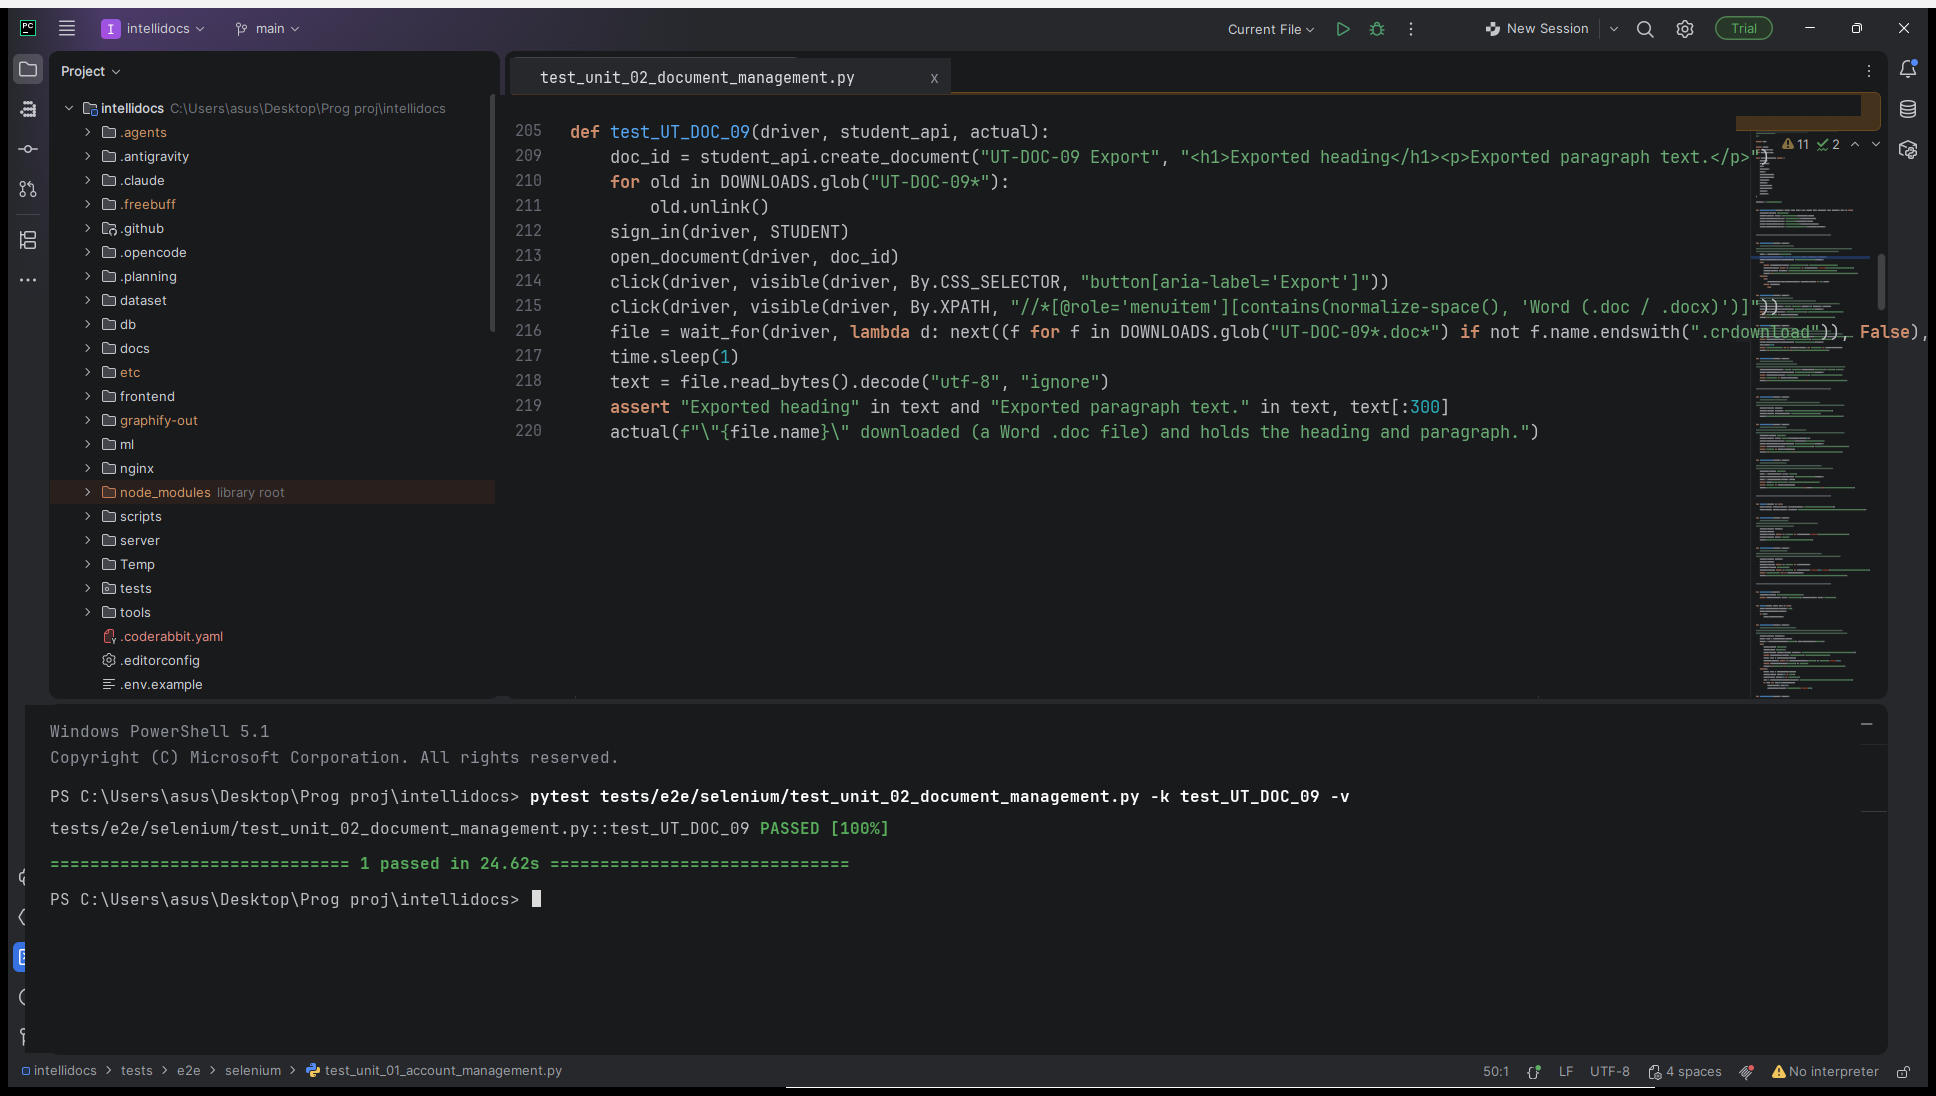 PC
I intellidocs
main
Current File
New Session
Trial
Project
test_unit_02_document_management.py x
intellidocs C:\Users\asus\Desktop\Prog proj\intellidocs
.agents
.antigravity
.claude
.freebuff
.github
.opencode
.planning
dataset
db
docs
etc
frontend
graphify-out
ml
nginx
node_modules library root
scripts
server
Temp
tests
tools
.coderabbit.yaml
.editorconfig
.env.example
11 2
205 def test_UT_DOC_09(driver, student_api, actual):
209 doc_id = student_api.create_document("UT-DOC-09 Export", "<h1>Exported heading</h1><p>Exported paragraph text.</p>")
210 for old in DOWNLOADS.glob("UT-DOC-09*"):
211 old.unlink()
212 sign_in(driver, STUDENT)
213 open_document(driver, doc_id)
214 click(driver, visible(driver, By.CSS_SELECTOR, "button[aria-label='Export']"))
215 click(driver, visible(driver, By.XPATH, "//*[@role='menuitem'][contains(normalize-space(), 'Word (.doc / .docx)')]"))
216 file = wait_for(driver, lambda d: next((f for f in DOWNLOADS.glob("UT-DOC-09*.doc*") if not f.name.endswith(".crdownload")), False),
217 time.sleep(1)
218 text = file.read_bytes().decode("utf-8", "ignore")
219 assert "Exported heading" in text and "Exported paragraph text." in text, text[:300]
220 actual(f"\"{file.name}\" downloaded (a Word .doc file) and holds the heading and paragraph.")
Windows PowerShell 5.1
Copyright (C) Microsoft Corporation. All rights reserved.
PS C:\Users\asus\Desktop\Prog proj\intellidocs> pytest tests/e2e/selenium/test_unit_02_document_management.py -k test_UT_DOC_09 -v
tests/e2e/selenium/test_unit_02_document_management.py::test_UT_DOC_09 PASSED [100%]
============================== 1 passed in 24.62s ==============================
PS C:\Users\asus\Desktop\Prog proj\intellidocs>
intellidocs > tests > e2e > selenium > test_unit_01_account_management.py
50:1 LF UTF-8 4 spaces No interpreter